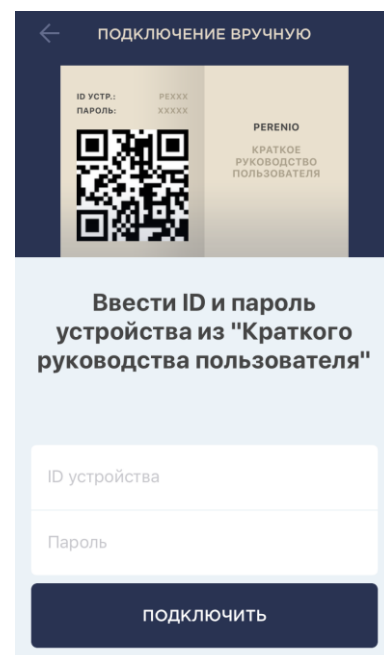 ПОДКЛЮЧЕНИЕ ВРУЧНУЮ
ID УСТР.: PEXXX
ПАРОЛЬ: XXXXX
PERENIO
КРАТКОЕ
РУКОВОДСТВО
ПОЛЬЗОВАТЕЛЯ
Ввести ID и пароль
устройства из "Краткого
руководства пользователя"
ID устройства
Пароль
ПОДКЛЮЧИТЬ